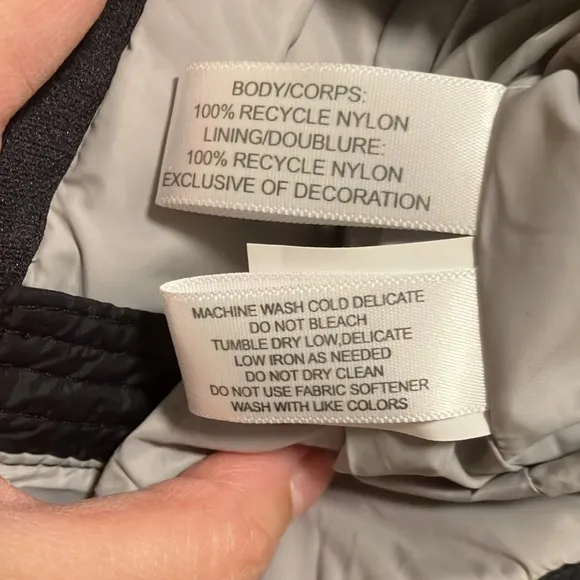 BODY/CORPS:
100% RECYCLE NYLON
LINING/DOUBLURE:
100% RECYCLE NYLON
EXCLUSIVE OF DECORATION
MACHINE WASH COLD DELICATE
DO NOT BLEACH
TUMBLE DRY LOW,DELICATE
LOW IRON AS NEEDED
DO NOT DRY CLEAN
DO NOT USE FABRIC SOFTENER
WASH WITH LIKE COLORS